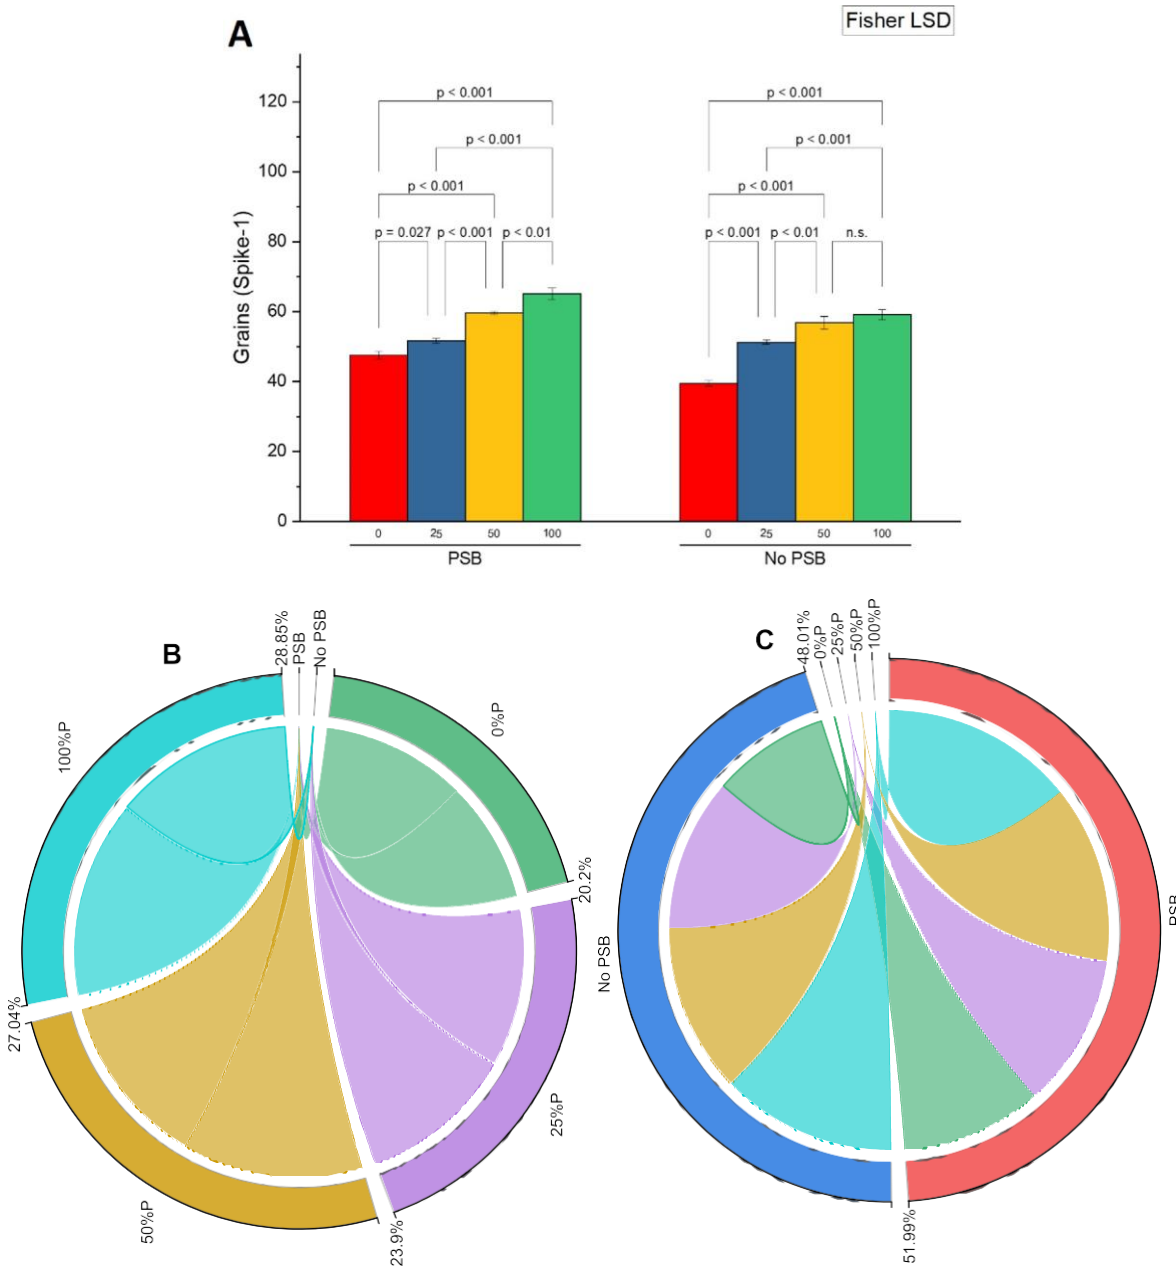 A
Fisher LSD
Grains (Spike-1)
120
100
80
60
40
20
0
p < 0.001
p < 0.001
p < 0.001
p = 0.027
p < 0.001
p < 0.01
p < 0.001
p < 0.001
p < 0.001
p < 0.001
p < 0.01
n.s.
0
25
50
100
PSB
0
25
50
100
No PSB
B
28.85%
PSB
No PSB
100%P
0%P
20.2%
27.04%
25%P
50%P
23.9%
C
48.01%
0%P
25%P
50%P
100%P
No PSB
PSB
51.99%